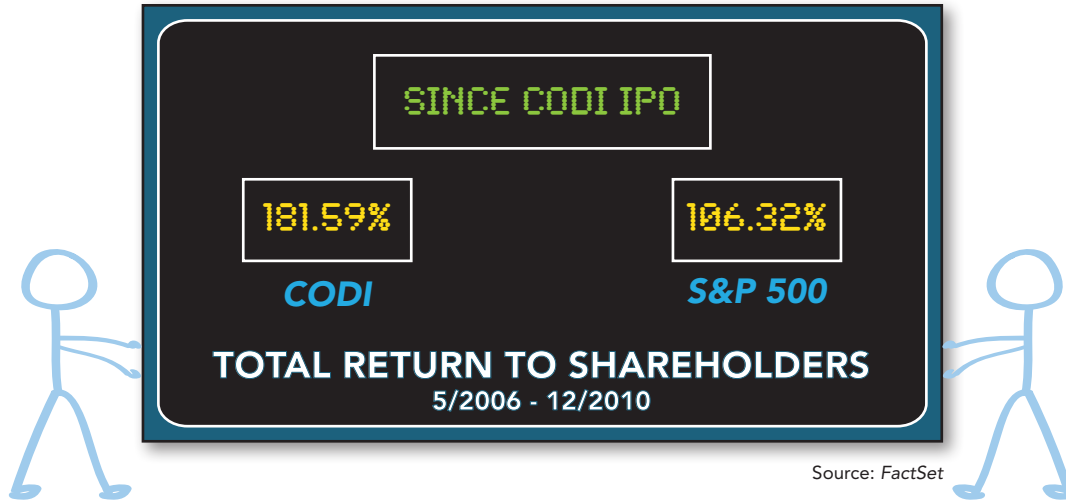 SINCE CODI IPO
181.59% 106.32%
CODI S&P 500
TOTAL RETURN TO SHAREHOLDERS
5/2006 - 12/2010
Source: FactSet